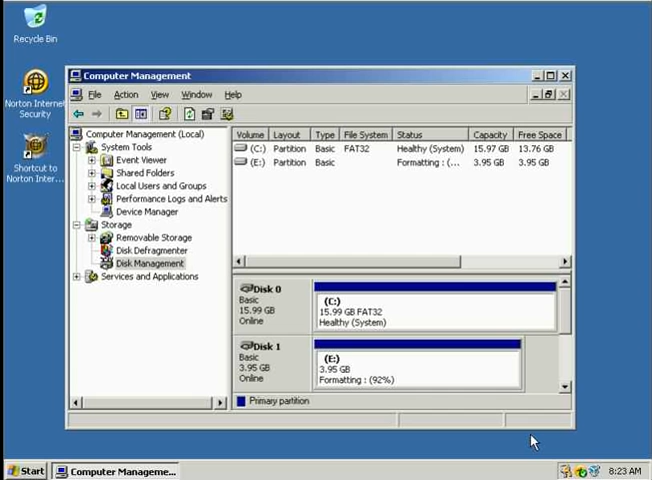 Recycle Bin
Norton Internet
Security
Shortcut to
Norton Inter...
Computer Management
File Action View Window Help
Computer Management (Local)
System Tools
Event Viewer
Shared Folders
Local Users and Groups
Performance Logs and Alerts
Device Manager
Storage
Removable Storage
Disk Defragmenter
Disk Management
Services and Applications
Volume Layout Type File System Status Capacity Free Space
(C:) Partition Basic FAT32 Healthy (System) 15.97 GB 13.76 GB
(E:) Partition Basic Formatting : (... 3.95 GB 3.95 GB
Disk 0
Basic
15.99 GB
Online
(C:)
15.99 GB FAT32
Healthy (System)
Disk 1
Basic
3.95 GB
Online
(E:)
3.95 GB
Formatting : (92%)
Primary partition
Start
Computer Manageme...
8:23 AM